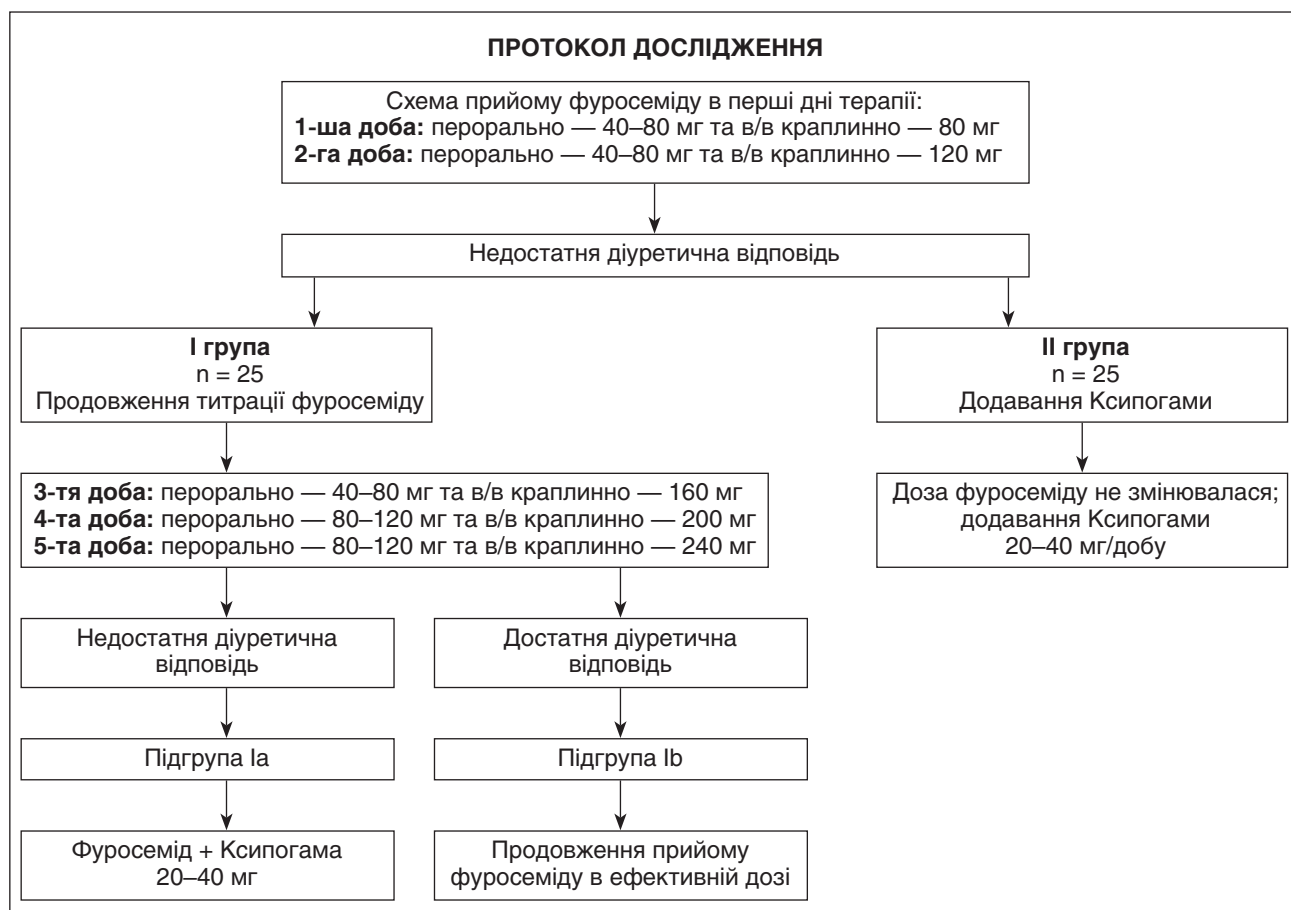 ПРОТОКОЛ ДОСЛІДЖЕННЯ
Схема прийому фуросеміду в перші дні терапії:
1-ша доба: перорально — 40–80 мг та в/в краплинно — 80 мг
2-га доба: перорально — 40–80 мг та в/в краплинно — 120 мг
Недостатня діуретична відповідь
I група
n = 25
Продовження титрації фуросеміду
II група
n = 25
Додавання Ксипогами
3-тя доба: перорально — 40–80 мг та в/в краплинно — 160 мг
4-та доба: перорально — 80–120 мг та в/в краплинно — 200 мг
5-та доба: перорально — 80–120 мг та в/в краплинно — 240 мг
Доза фуросеміду не змінювалася;
додавання Ксипогами
20–40 мг/добу
Недостатня діуретична
відповідь
Достатня діуретична
відповідь
Підгрупа Ia
Підгрупа Ib
Фуросемід + Ксипогама
20–40 мг
Продовження прийому
фуросеміду в ефективній дозі